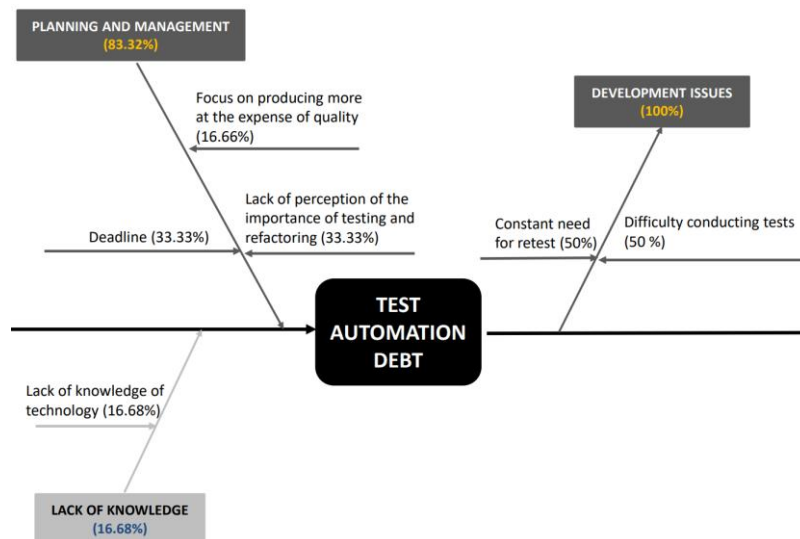 PLANNING AND MANAGEMENT
(83.32%)
Focus on producing more
at the expense of quality
(16.66%)
Deadline (33.33%)
Lack of perception of the
importance of testing and
refactoring (33.33%)
DEVELOPMENT ISSUES
(100%)
Constant need
for retest (50%)
Difficulty conducting tests
(50 %)
TEST
AUTOMATION
DEBT
Lack of knowledge of
technology (16.68%)
LACK OF KNOWLEDGE
(16.68%)